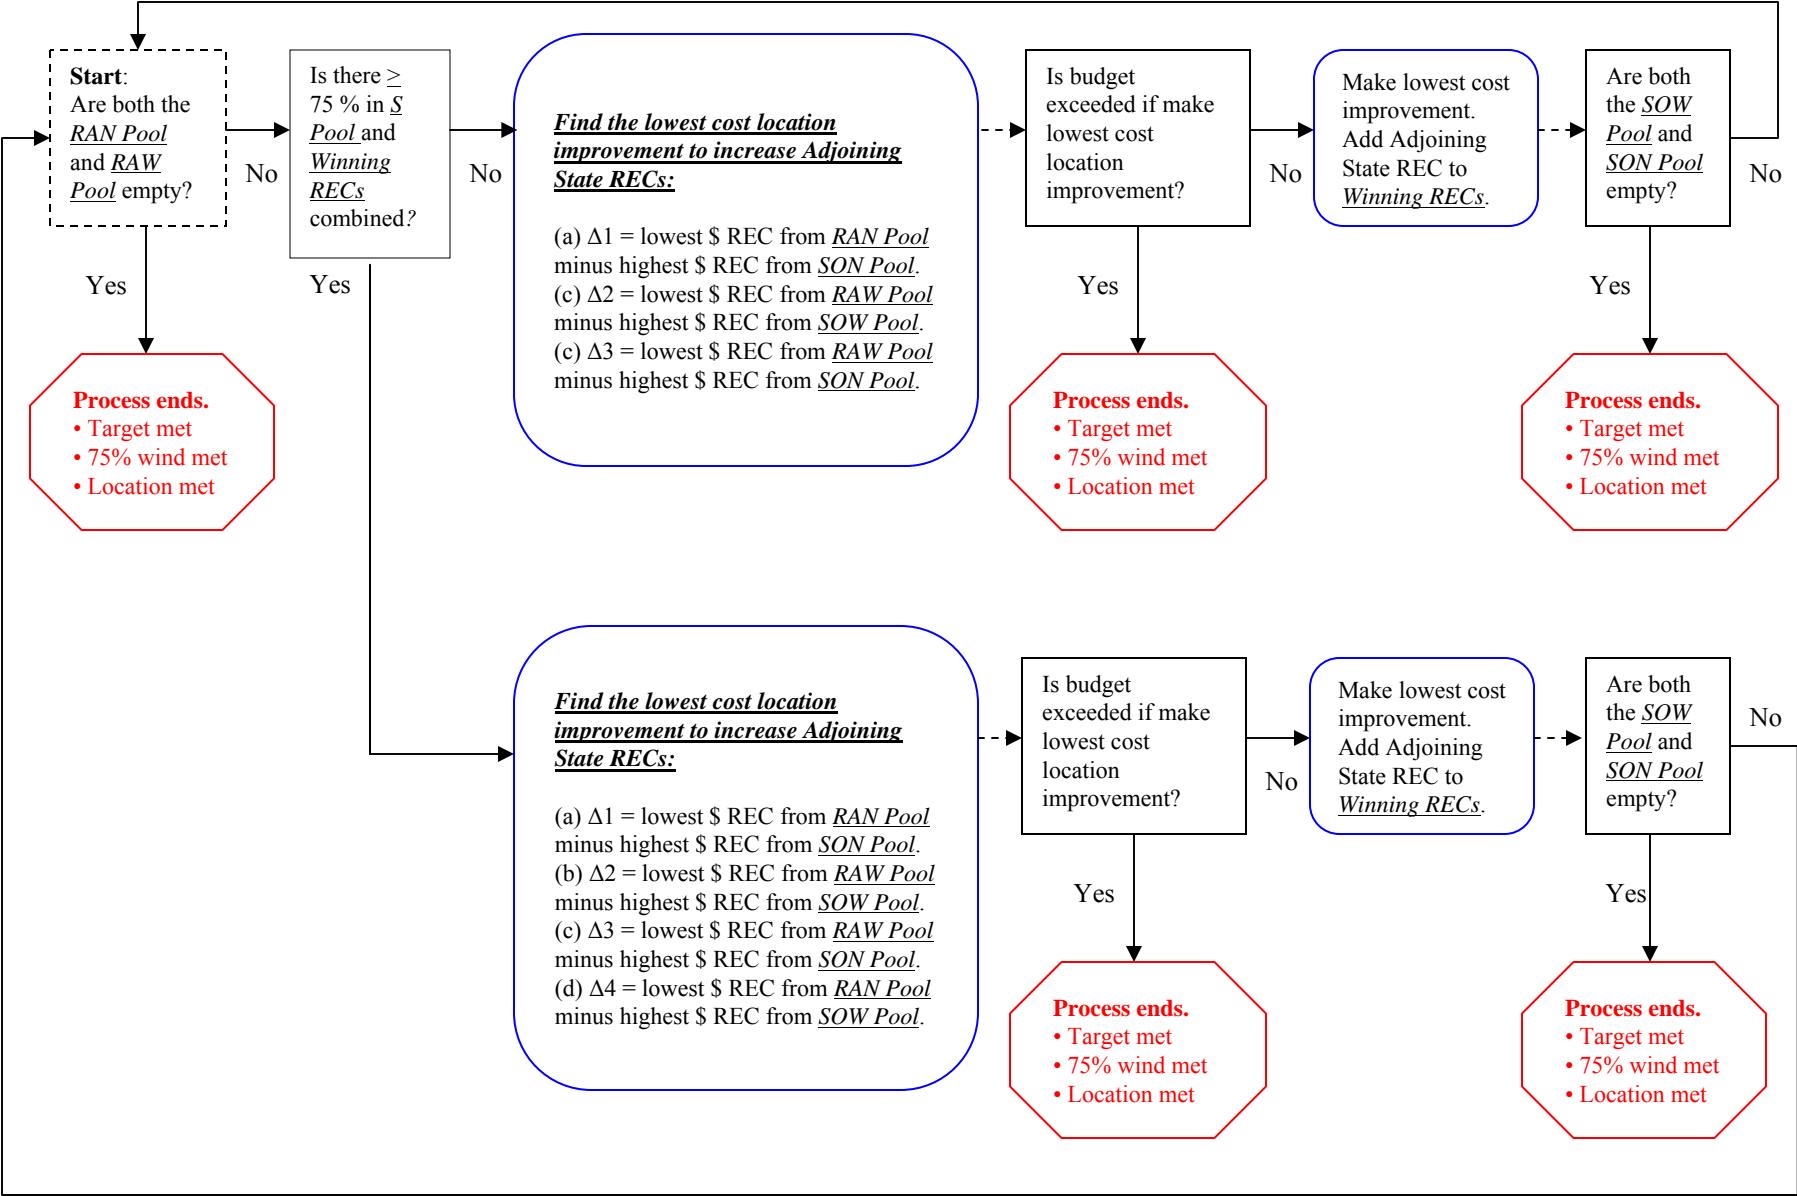 Start:
Are both the
RAN Pool
and RAW
Pool empty?
No
Yes
Process ends.
• Target met
• 75% wind met
• Location met
Is there ≥
75 % in S
Pool and
Winning
RECs
combined?
No
Yes
Find the lowest cost location
improvement to increase Adjoining
State RECs:
(a) Δ1 = lowest $ REC from RAN Pool
minus highest $ REC from SON Pool.
(c) Δ2 = lowest $ REC from RAW Pool
minus highest $ REC from SOW Pool.
(c) Δ3 = lowest $ REC from RAW Pool
minus highest $ REC from SON Pool.
Is budget
exceeded if make
lowest cost
location
improvement?
No
Yes
Process ends.
• Target met
• 75% wind met
• Location met
Make lowest cost
improvement.
Add Adjoining
State REC to
Winning RECs.
Are both
the SOW
Pool and
SON Pool
empty?
No
Yes
Process ends.
• Target met
• 75% wind met
• Location met
Find the lowest cost location
improvement to increase Adjoining
State RECs:
(a) Δ1 = lowest $ REC from RAN Pool
minus highest $ REC from SON Pool.
(b) Δ2 = lowest $ REC from RAW Pool
minus highest $ REC from SOW Pool.
(c) Δ3 = lowest $ REC from RAW Pool
minus highest $ REC from SON Pool.
(d) Δ4 = lowest $ REC from RAN Pool
minus highest $ REC from SOW Pool.
Is budget
exceeded if make
lowest cost
location
improvement?
No
Yes
Process ends.
• Target met
• 75% wind met
• Location met
Make lowest cost
improvement.
Add Adjoining
State REC to
Winning RECs.
Are both
the SOW
Pool and
SON Pool
empty?
No
Yes
Process ends.
• Target met
• 75% wind met
• Location met